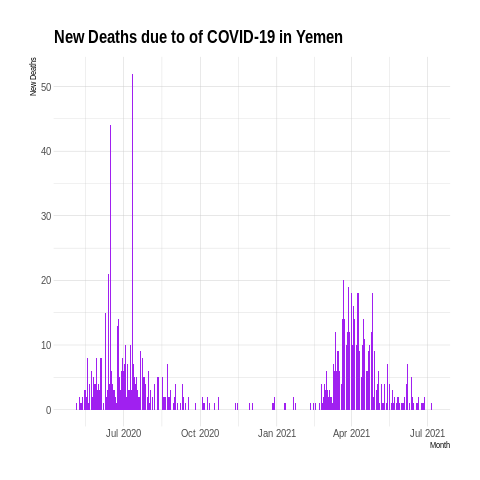 New Deaths due to of COVID-19 in Yemen
New Deaths
50
40
30
20
10
0
Jul 2020 Oct 2020 Jan 2021 Apr 2021 Jul 2021
Month